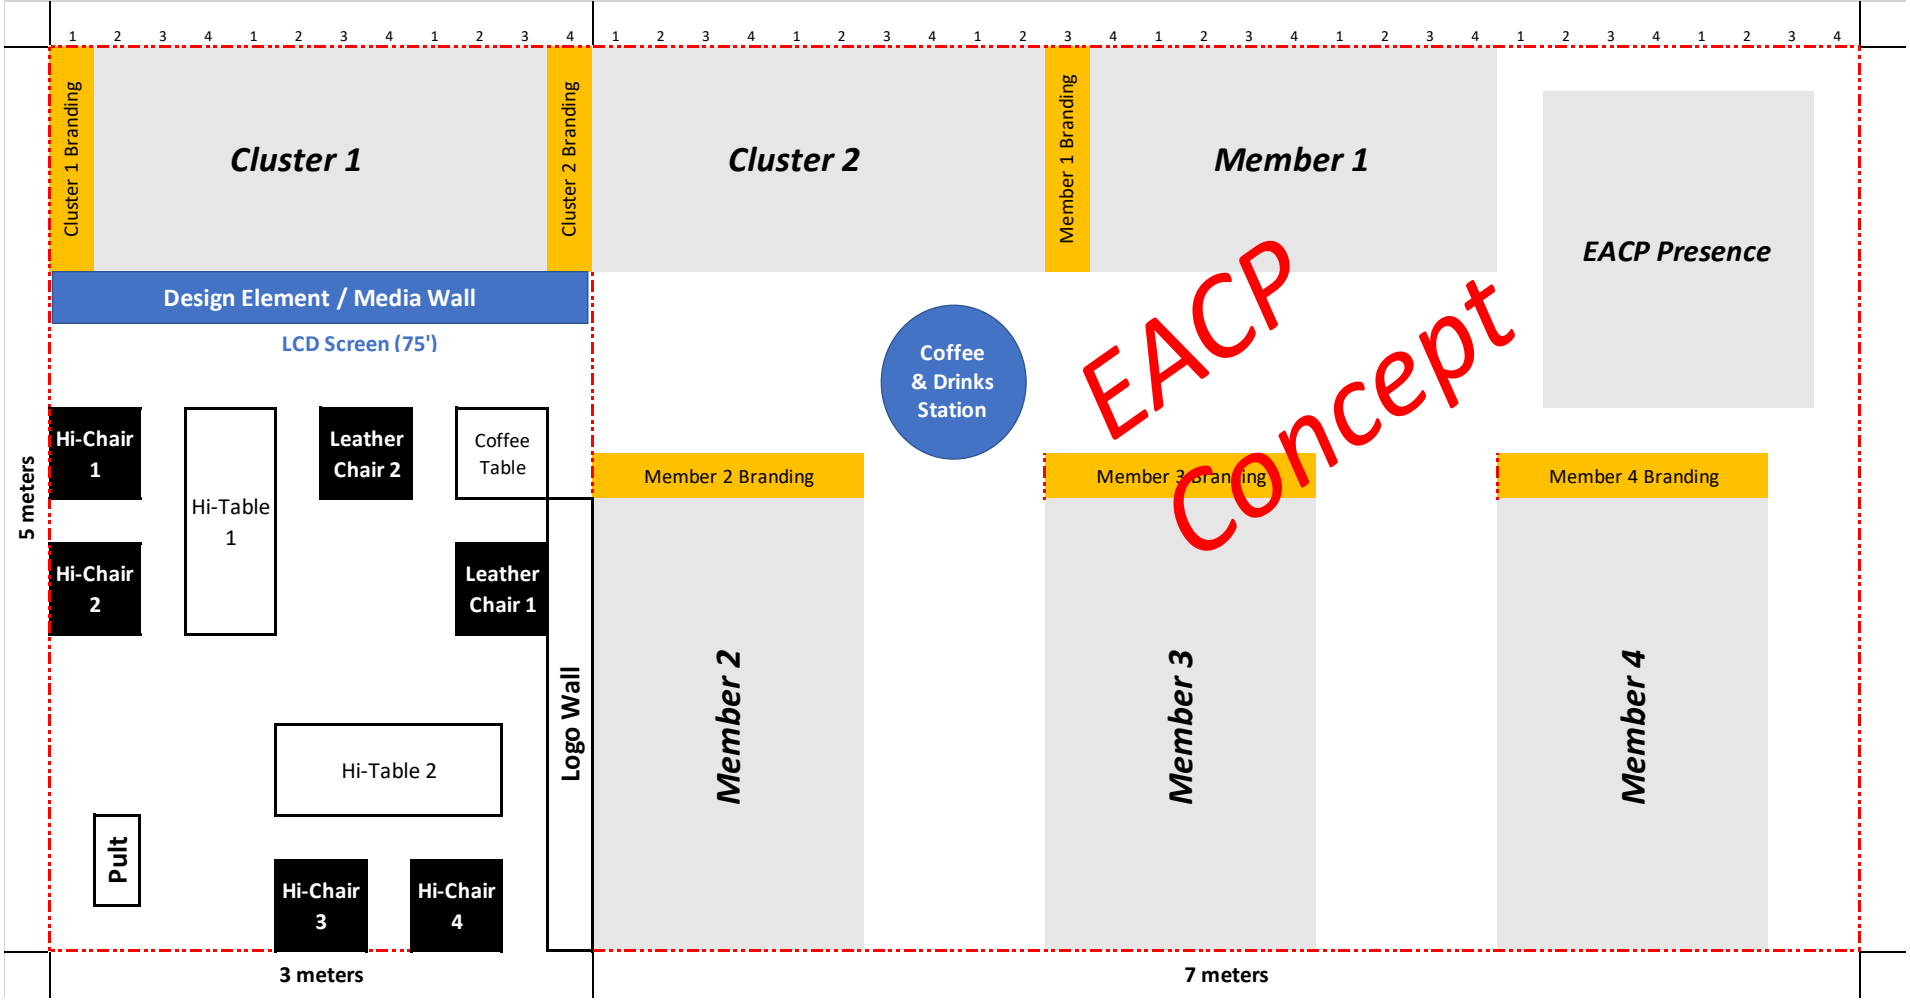 1 2 3 4 1 2 3 4 1 2 3 4 1 2 3 4 1 2 3 4 1 2 3 4 1 2 3 4 1 2 3 4 1 2 3 4 1 2 3 4
Cluster 1 Branding
Cluster 1
Cluster 2 Branding
Cluster 2
Member 1 Branding
Member 1
EACP Presence
Design Element / Media Wall
LCD Screen (75')
Coffee
& Drinks
Station
EACP
Concept
5 meters
Hi-Chair
1
Hi-Table
1
Leather
Chair 2
Coffee
Table
Member 2 Branding
Member 3 Branding
Member 4 Branding
Hi-Chair
2
Leather
Chair 1
Logo Wall
Member 2
Member 3
Member 4
Hi-Table 2
Pult
Hi-Chair
3
Hi-Chair
4
3 meters
7 meters